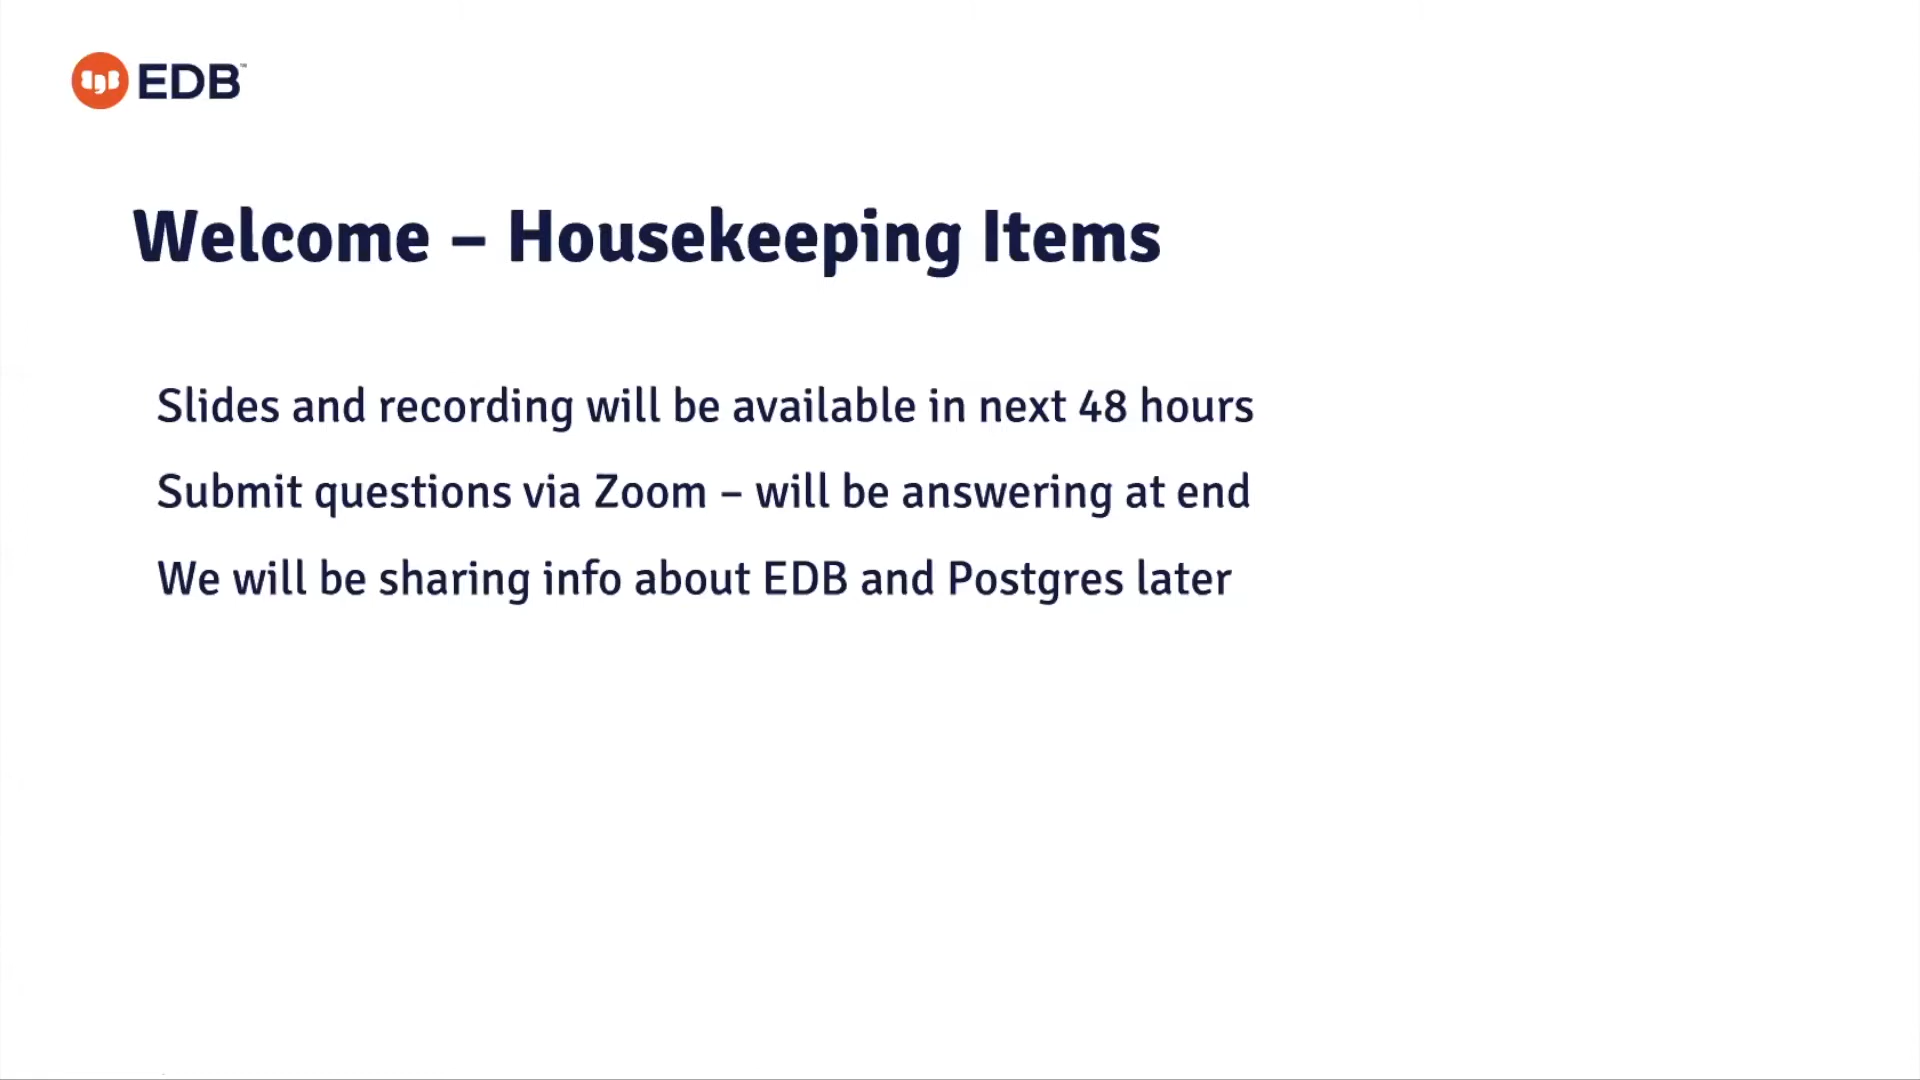 EDB™
Welcome – Housekeeping Items
Slides and recording will be available in next 48 hours
Submit questions via Zoom – will be answering at end
We will be sharing info about EDB and Postgres later